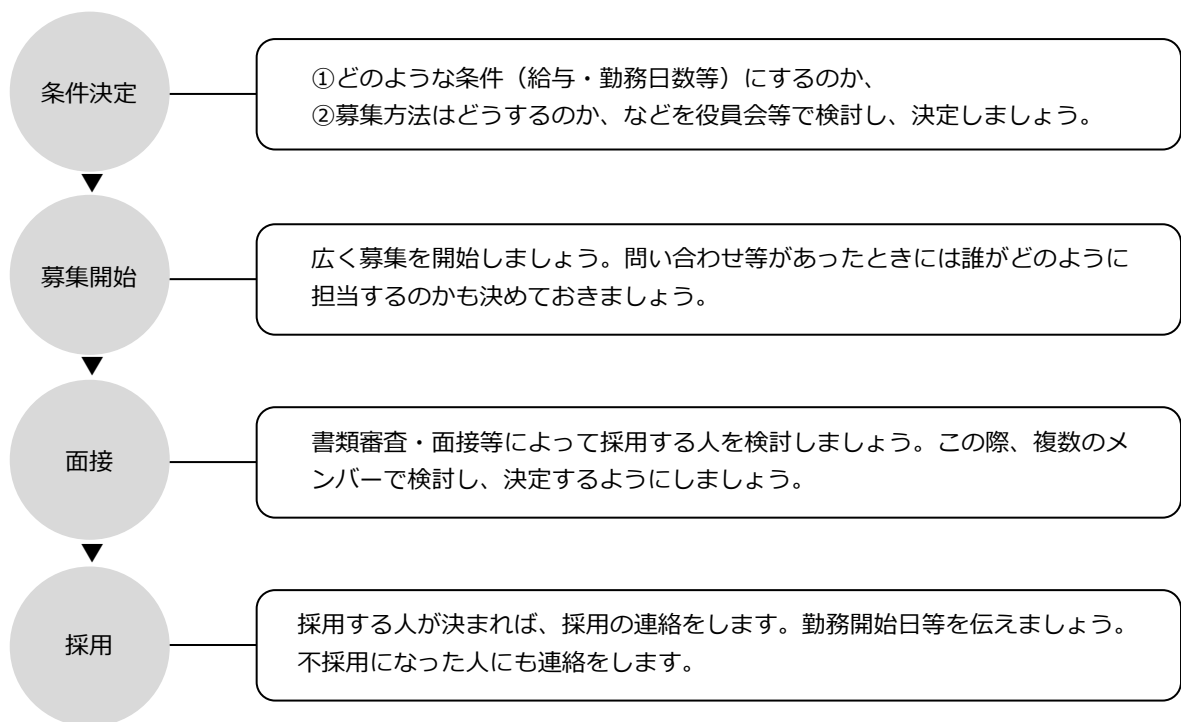 条件決定
①どのような条件（給与・勤務日数等）にするのか、
②募集方法はどうするのか、などを役員会等で検討し、決定しましょう。
募集開始
広く募集を開始しましょう。問い合わせ等があったときには誰がどのように
担当するのかも決めておきましょう。
面接
書類審査・面接等によって採用する人を検討しましょう。この際、複数のメ
ンバーで検討し、決定するようにしましょう。
採用
採用する人が決まれば、採用の連絡をします。勤務開始日等を伝えましょう。
不採用になった人にも連絡をします。